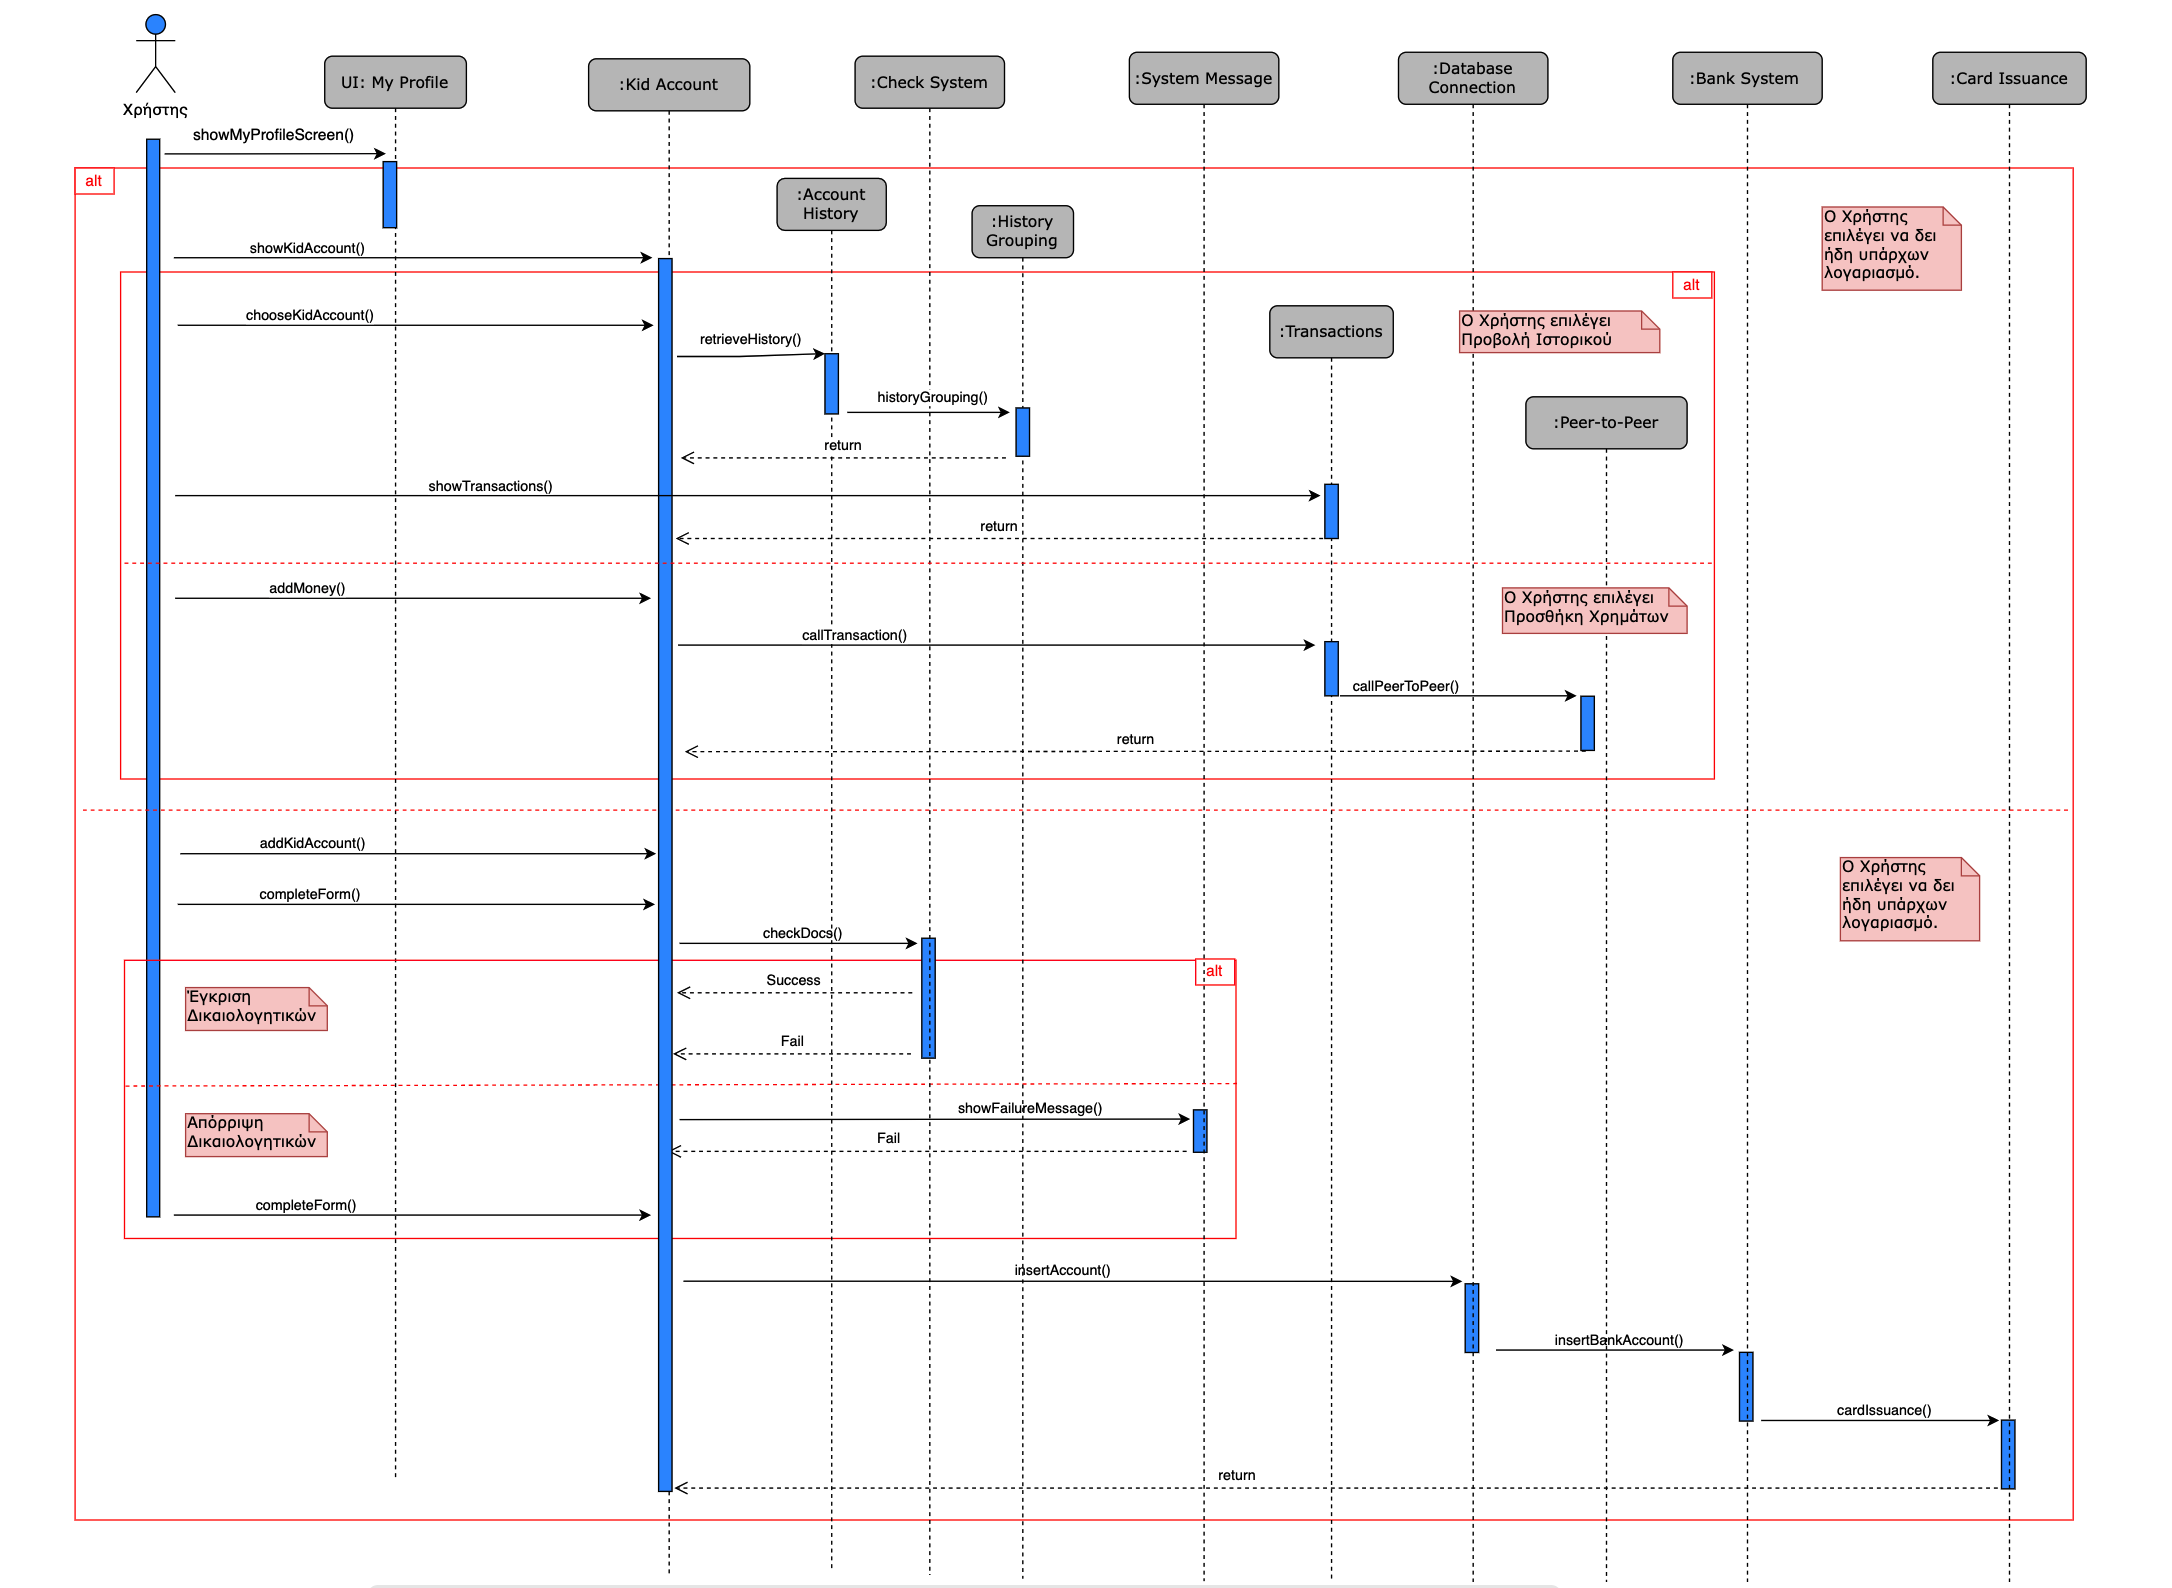 Χρήστης
UI: My Profile
:Kid Account
:Check System
:System Message
:Database
Connection
:Bank System
:Card Issuance
showMyProfileScreen()
alt
:Account
History
:History
Grouping
Ο Χρήστης
επιλέγει να δει
ήδη υπάρχων
λογαριασμό.
showKidAccount()
alt
chooseKidAccount()
:Transactions
Ο Χρήστης επιλέγει
Προβολή Ιστορικού
retrieveHistory()
historyGrouping()
:Peer-to-Peer
return
showTransactions()
return
addMoney()
Ο Χρήστης επιλέγει
Προσθήκη Χρημάτων
callTransaction()
callPeerToPeer()
return
addKidAccount()
Ο Χρήστης
επιλέγει να δει
ήδη υπάρχων
λογαριασμό.
completeForm()
checkDocs()
alt
Success
Έγκριση
Δικαιολογητικών
Fail
showFailureMessage()
Απόρριψη
Δικαιολογητικών
Fail
completeForm()
insertAccount()
insertBankAccount()
cardIssuance()
return